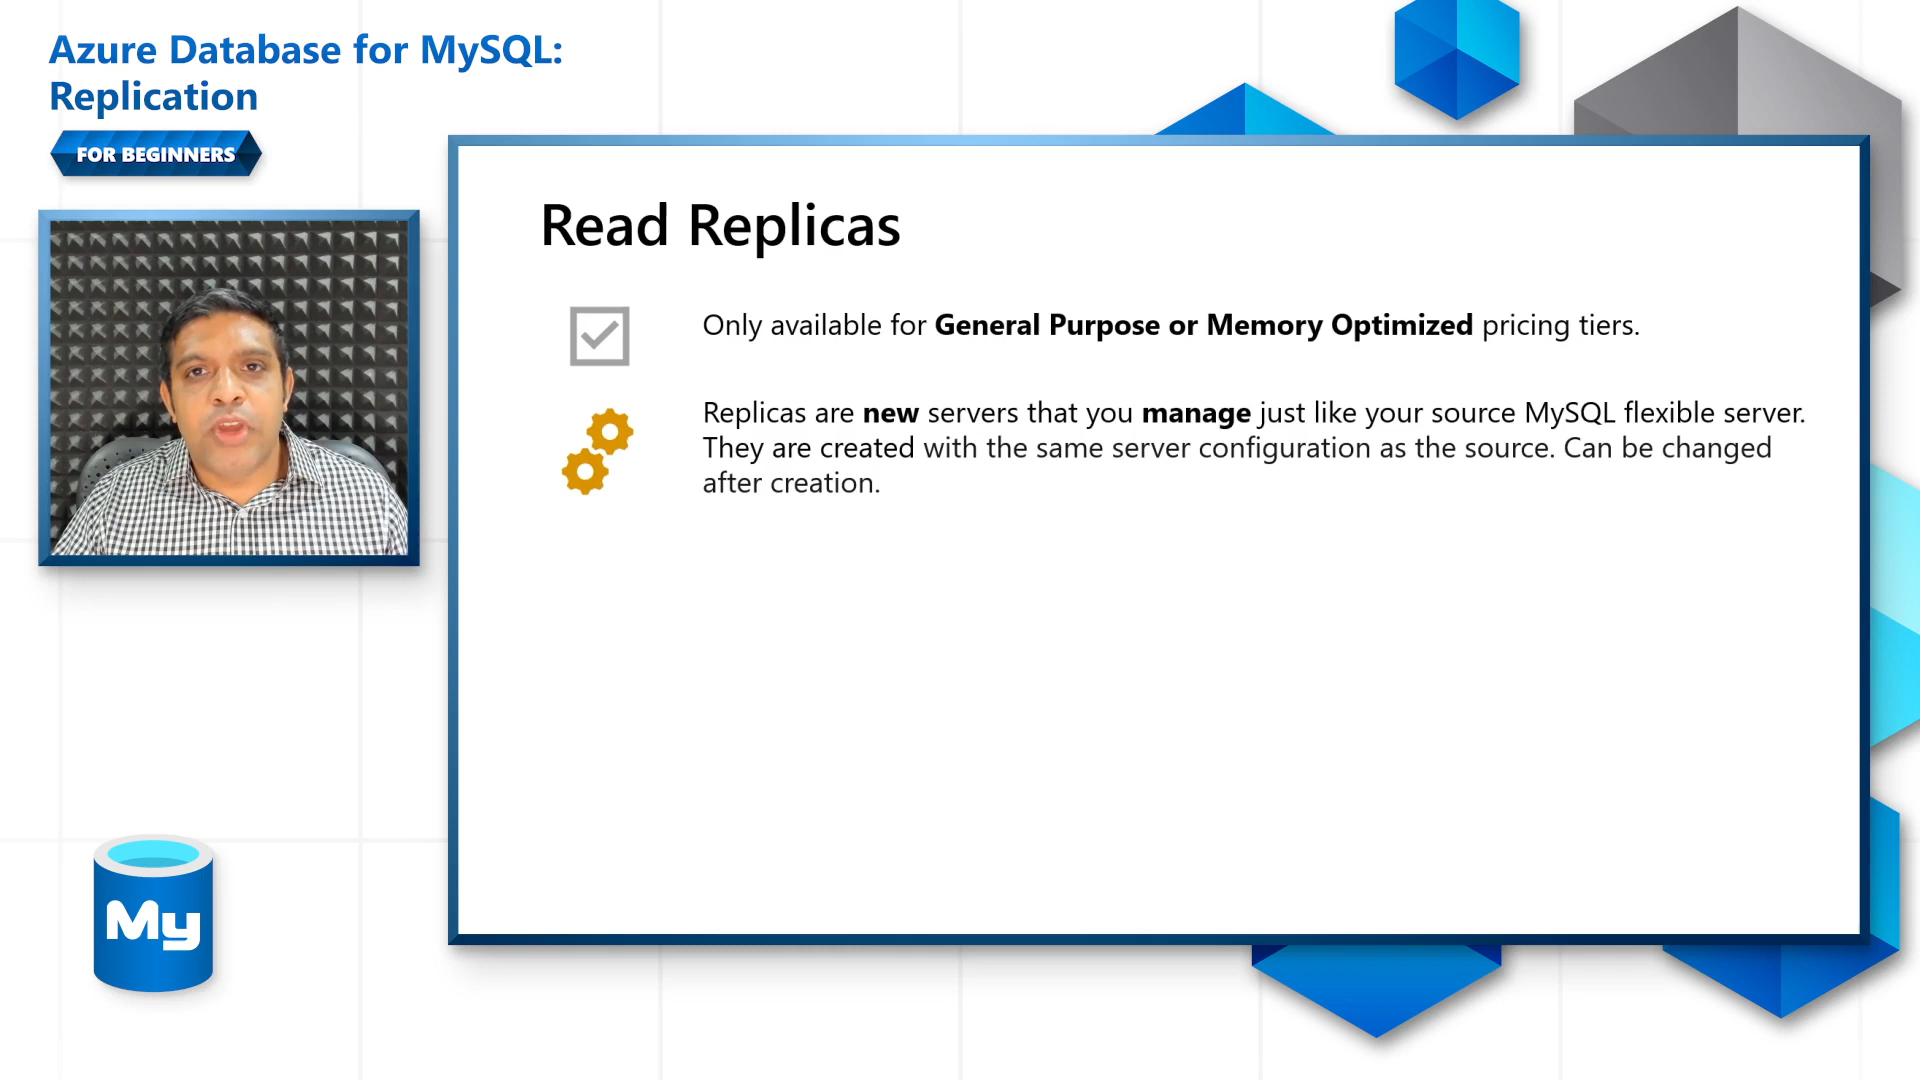 Azure Database for MySQL:
Replication
FOR BEGINNERS
Read Replicas
Only available for General Purpose or Memory Optimized pricing tiers.
Replicas are new servers that you manage just like your source MySQL flexible server.
They are created with the same server configuration as the source. Can be changed
after creation.
My